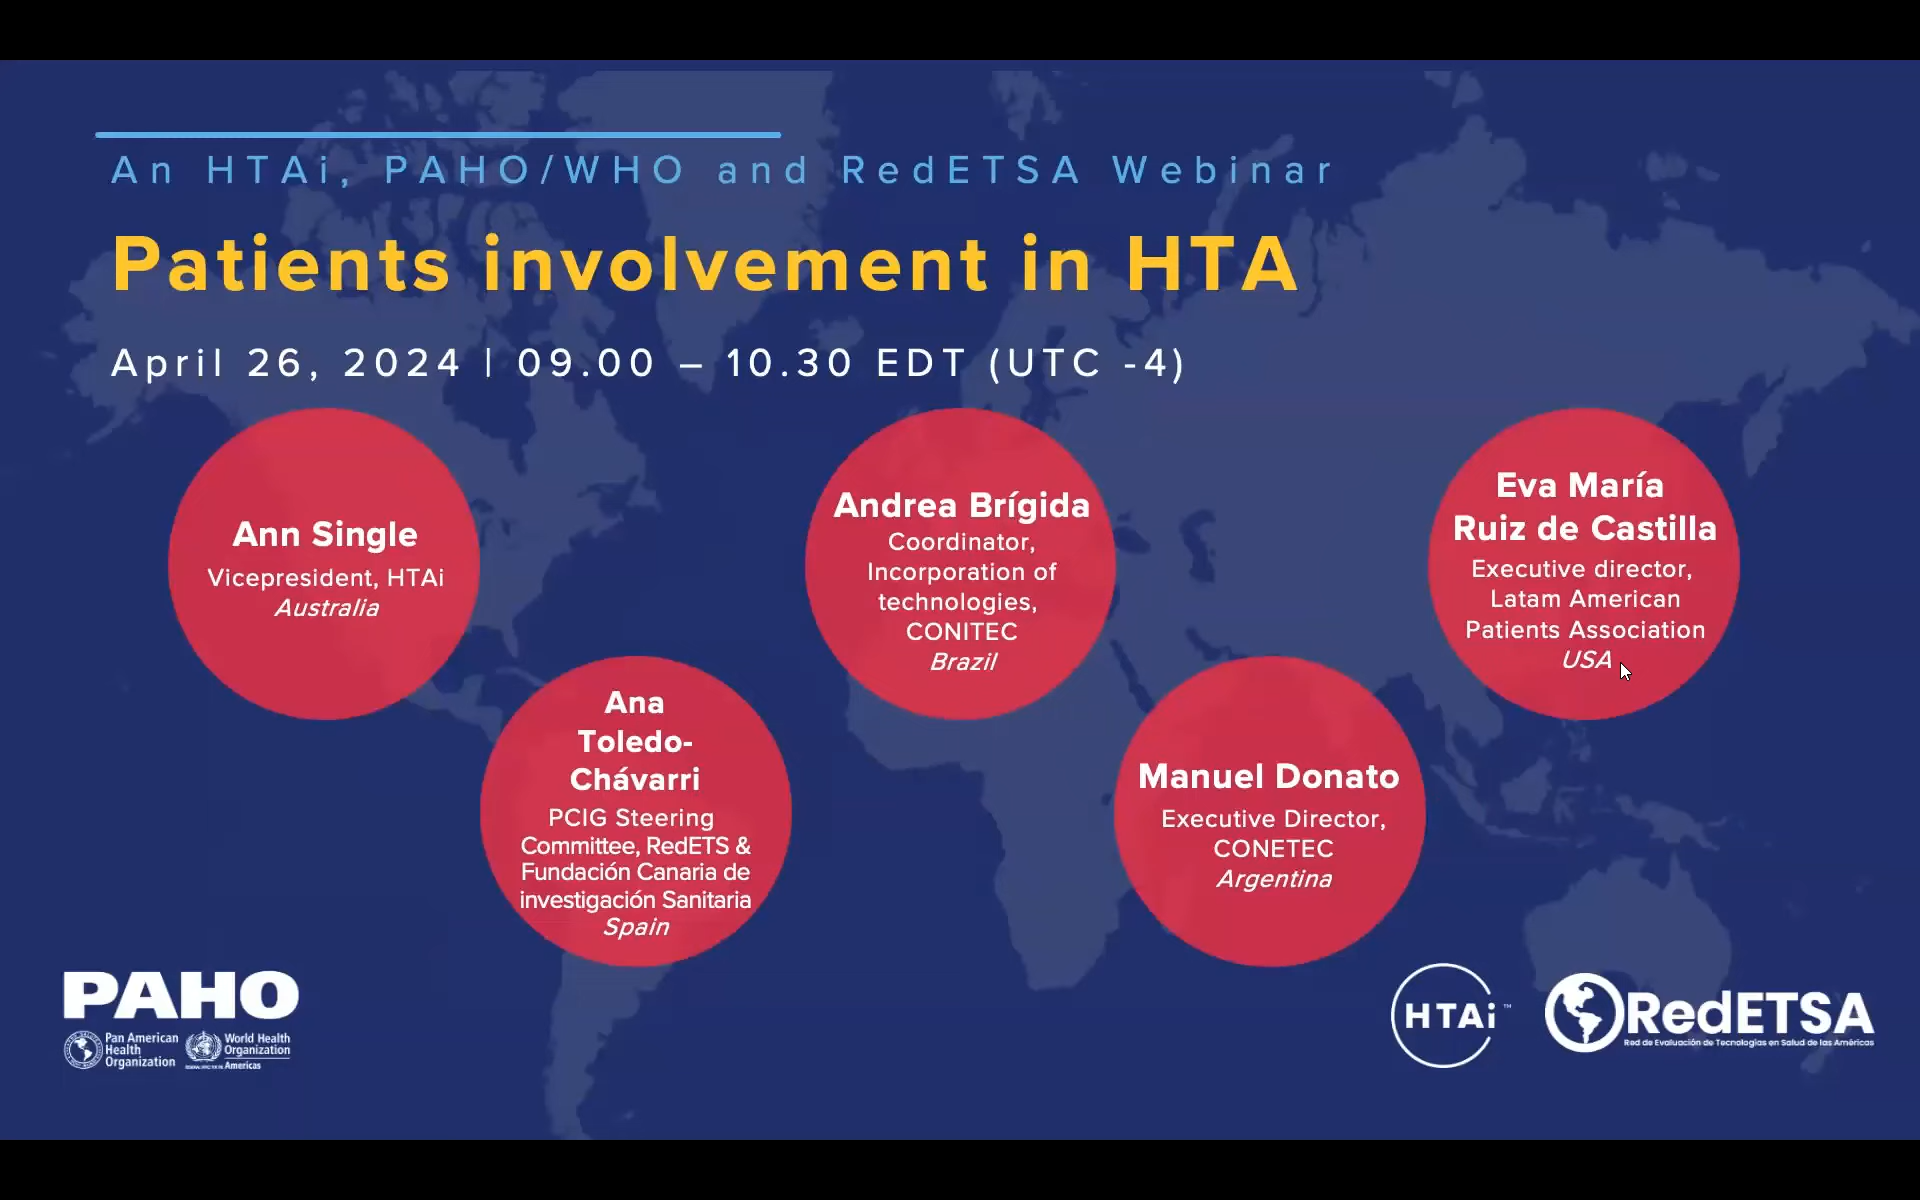 An HTAi, PAHO/WHO and RedETSA Webinar
Patients involvement in HTA
April 26, 2024 | 09.00 – 10.30 EDT (UTC -4)
Ann Single
Vicepresident, HTAi
Australia
Ana
Toledo-
Chávarri
PCIG Steering
Committee, RedETS &
Fundación Canaria de
investigación Sanitaria
Spain
Andrea Brígida
Coordinator,
Incorporation of
technologies,
CONITEC
Brazil
Manuel Donato
Executive Director,
CONETEC
Argentina
Eva María
Ruiz de Castilla
Executive director,
Latam American
Patients Association
USA
PAHO
Pan American
Health
Organization
World Health
Organization
Americas
HTAi™
RedETSA
Red de Evaluación de Tecnologías en Salud de las Américas